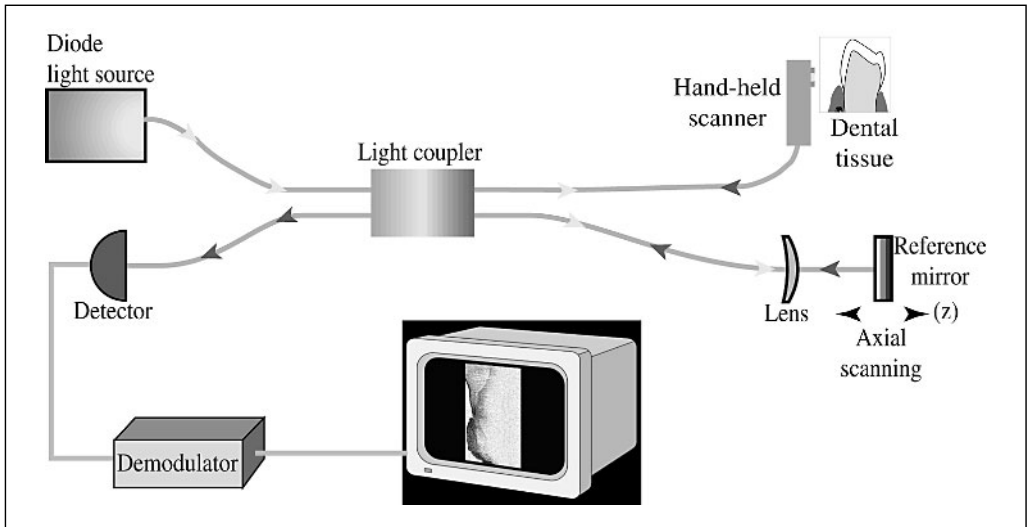 Diode
light source
Light coupler
Hand-held
scanner
Dental
tissue
Detector
Lens
Reference
mirror
(z)
Axial
scanning
Demodulator